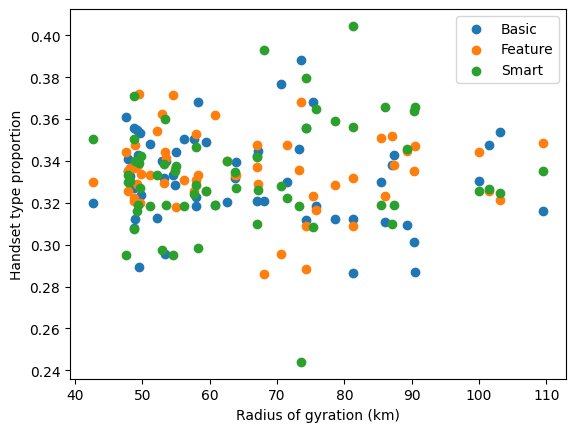 Basic
Feature
Smart
0.40
0.38
0.36
0.34
0.32
0.30
0.28
0.26
0.24
Handset type proportion
40 50 60 70 80 90 100 110
Radius of gyration (km)